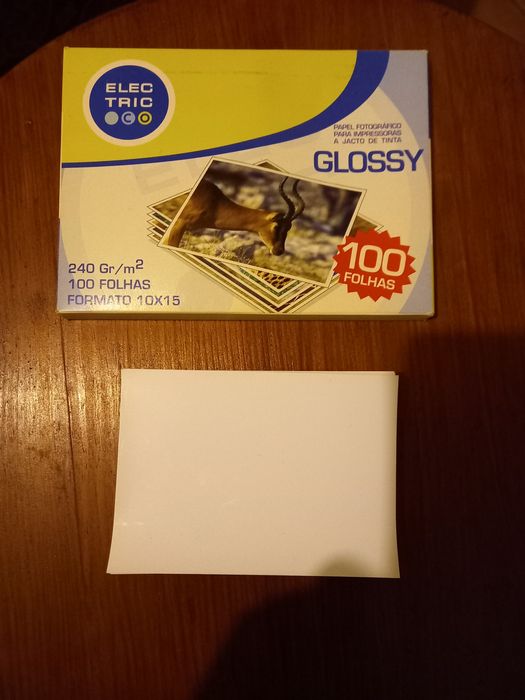 ELEC
TRIC
CO
PAPEL FOTOGRÁFICO
PARA IMPRESSORAS
A JACTO DE TINTA
GLOSSY
100
FOLHAS
240 Gr/m²
100 FOLHAS
FORMATO 10X15